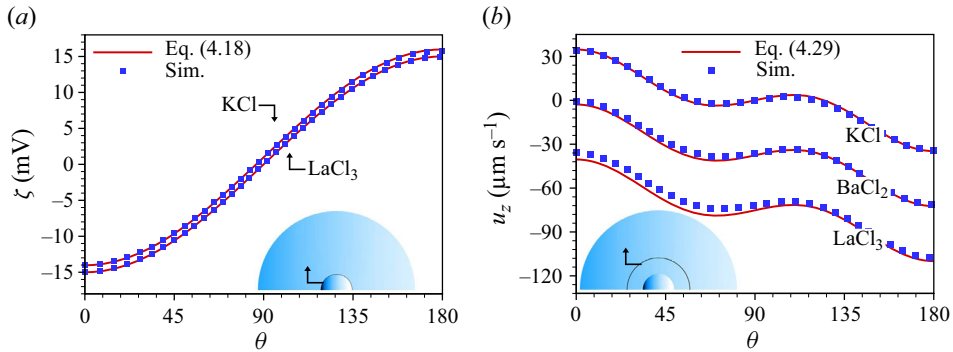 (a)
Eq. (4.18)
Sim.
KCl
LaCl3
15
10
5
0
−5
−10
−15
ζ (mV)
0 45 90 135 180
θ
(b)
Eq. (4.29)
Sim.
KCl
BaCl2
LaCl3
30
0
−30
−60
−90
−120
uz (μm s−1)
0 45 90 135 180
θ